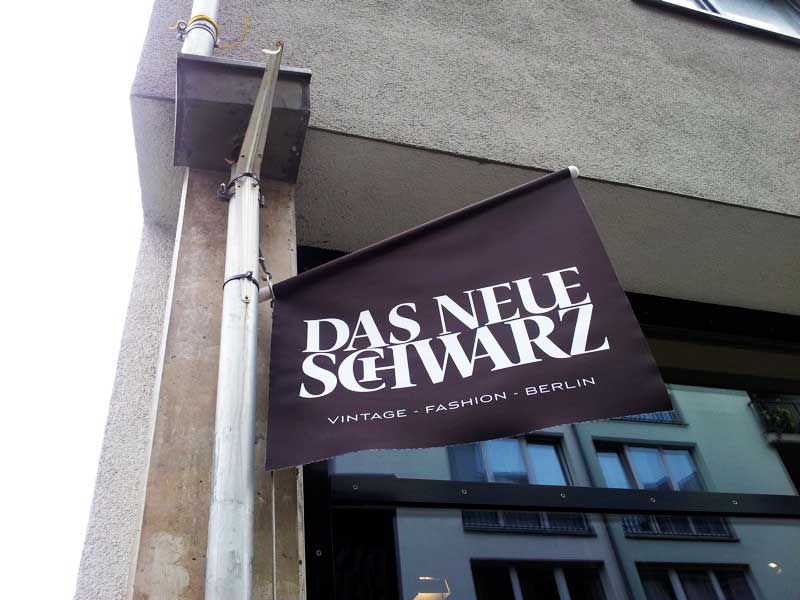 DAS NEUE
SCHWARZ
VINTAGE - FASHION - BERLIN